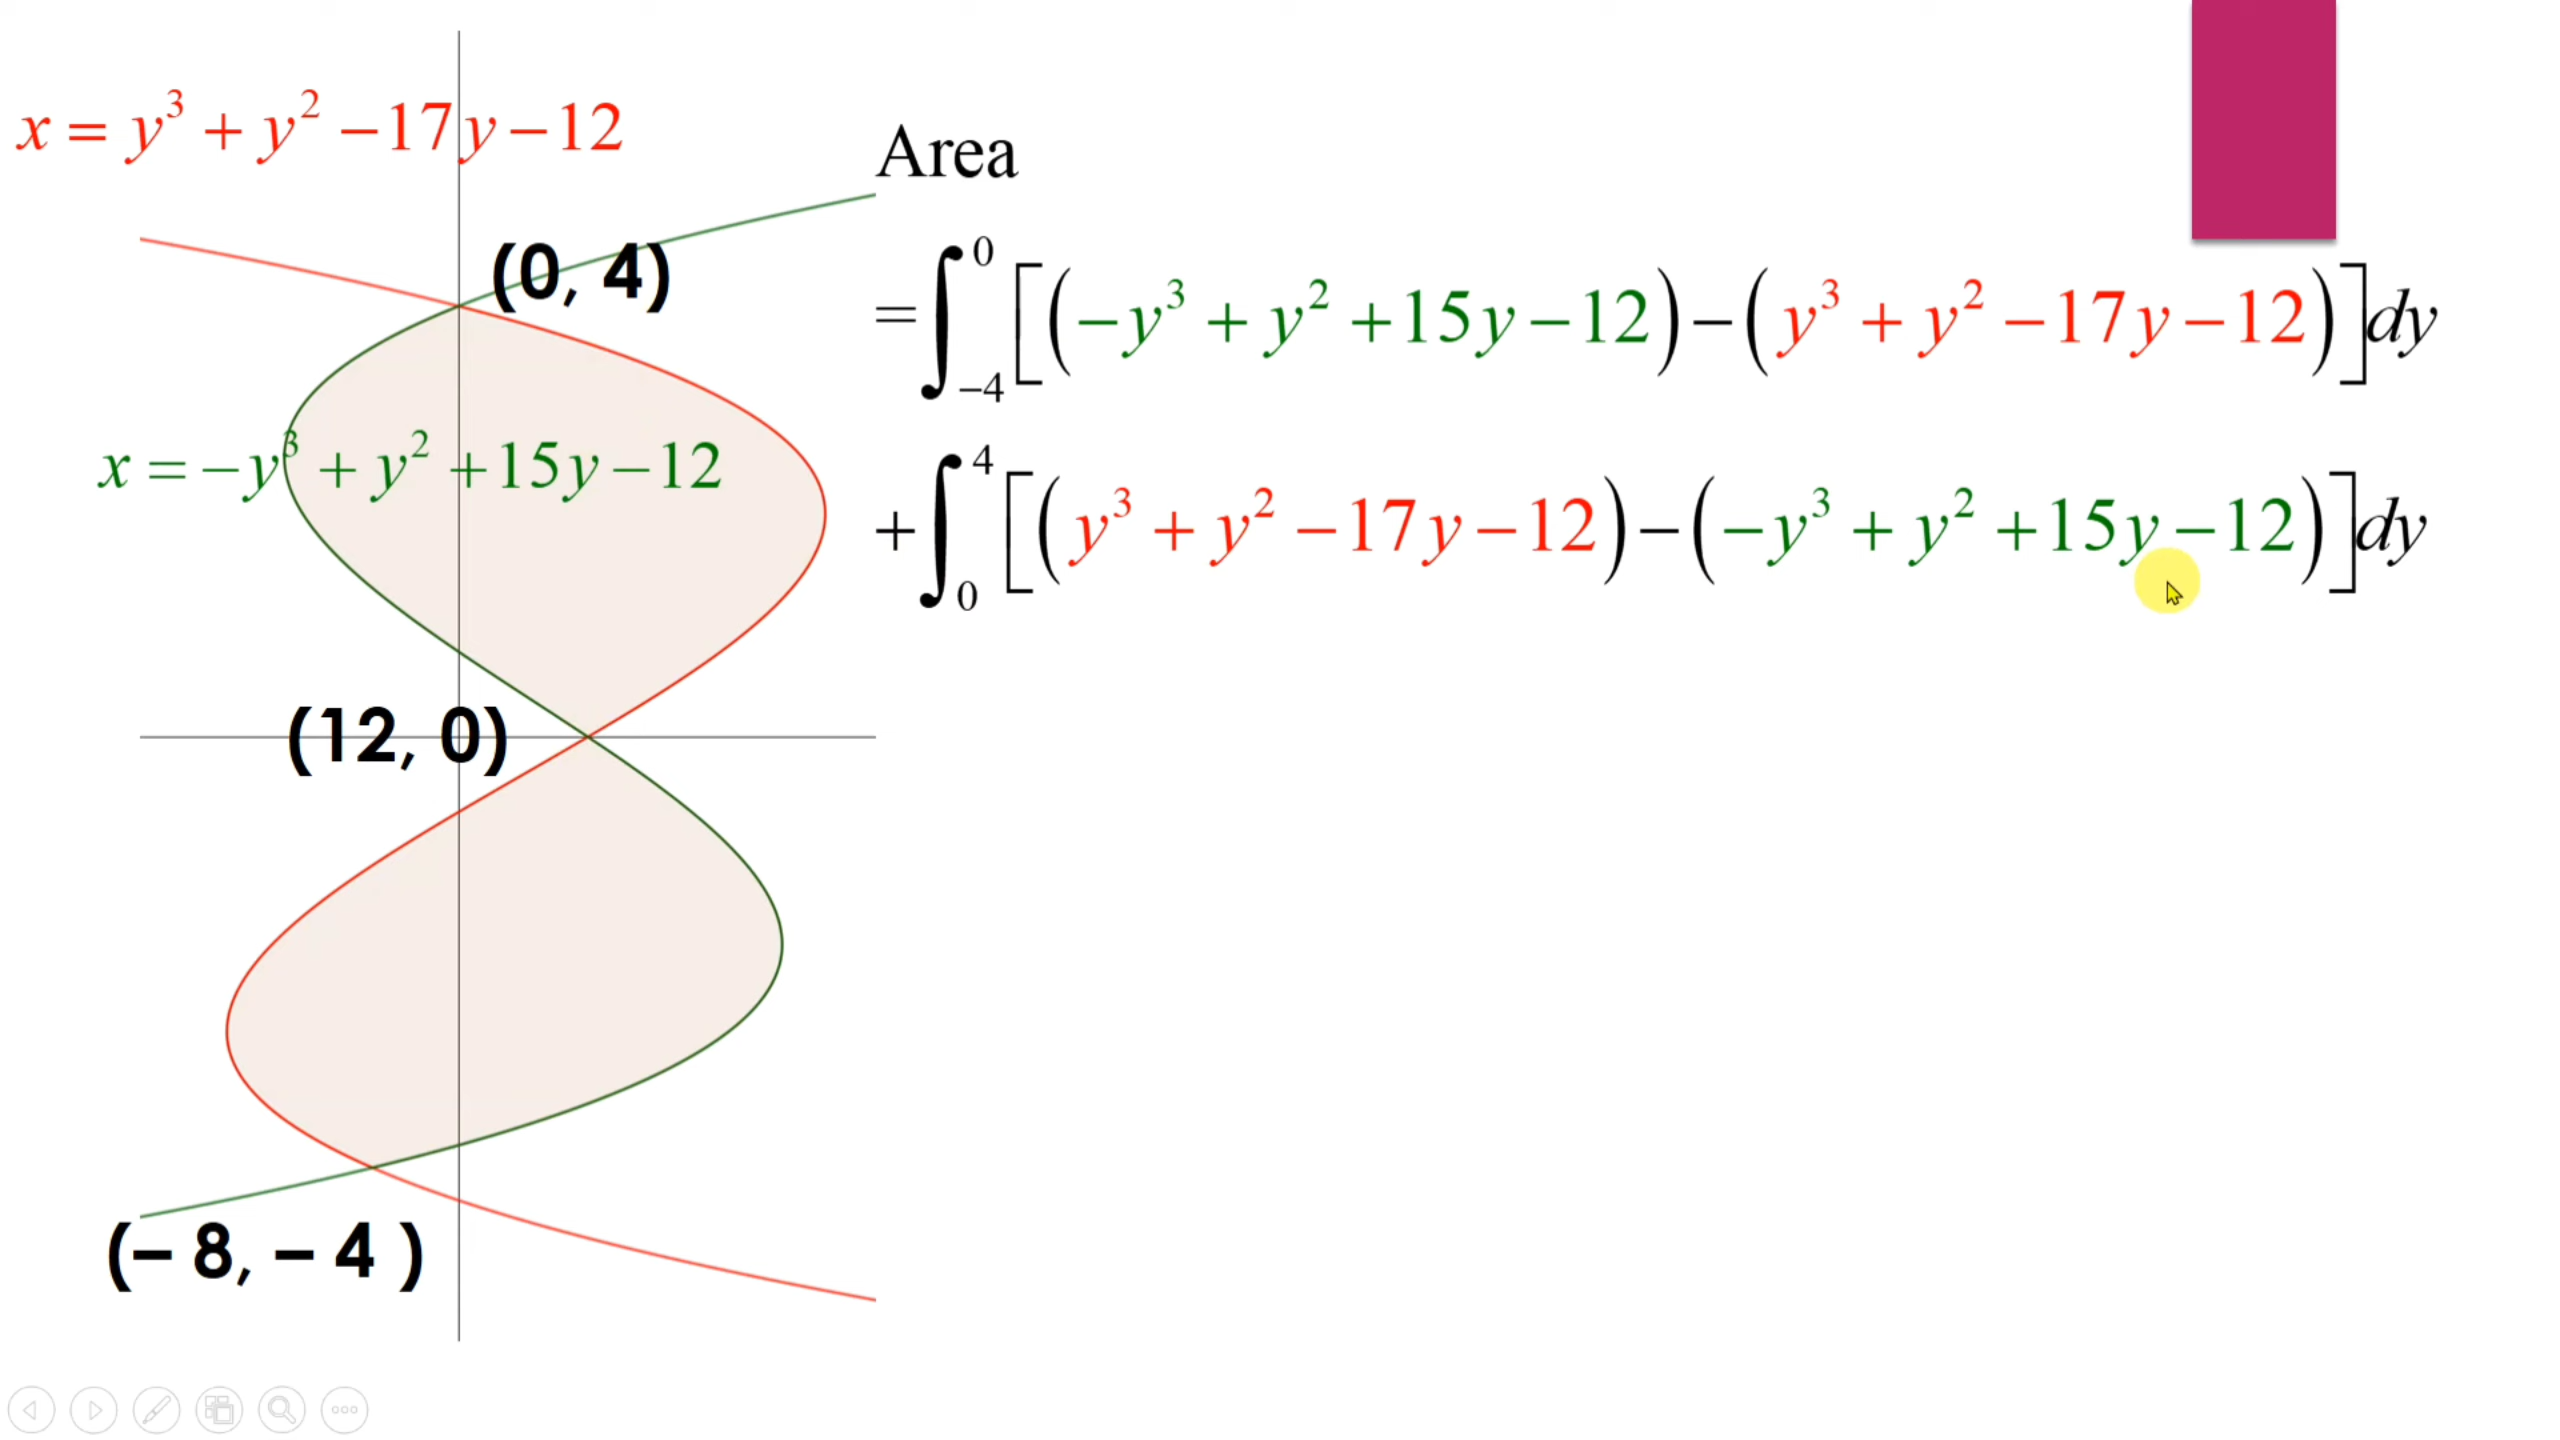 x = y³ + y² −17y −12
Area
(0, 4)
= ∫₋₄⁰ [(−y³ + y² +15y −12) − (y³ + y² −17y −12)]dy
x = −y³ + y² +15y −12
+ ∫₀⁴ [(y³ + y² −17y −12) − (−y³ + y² +15y −12)]dy
(12, 0)
(– 8, – 4 )